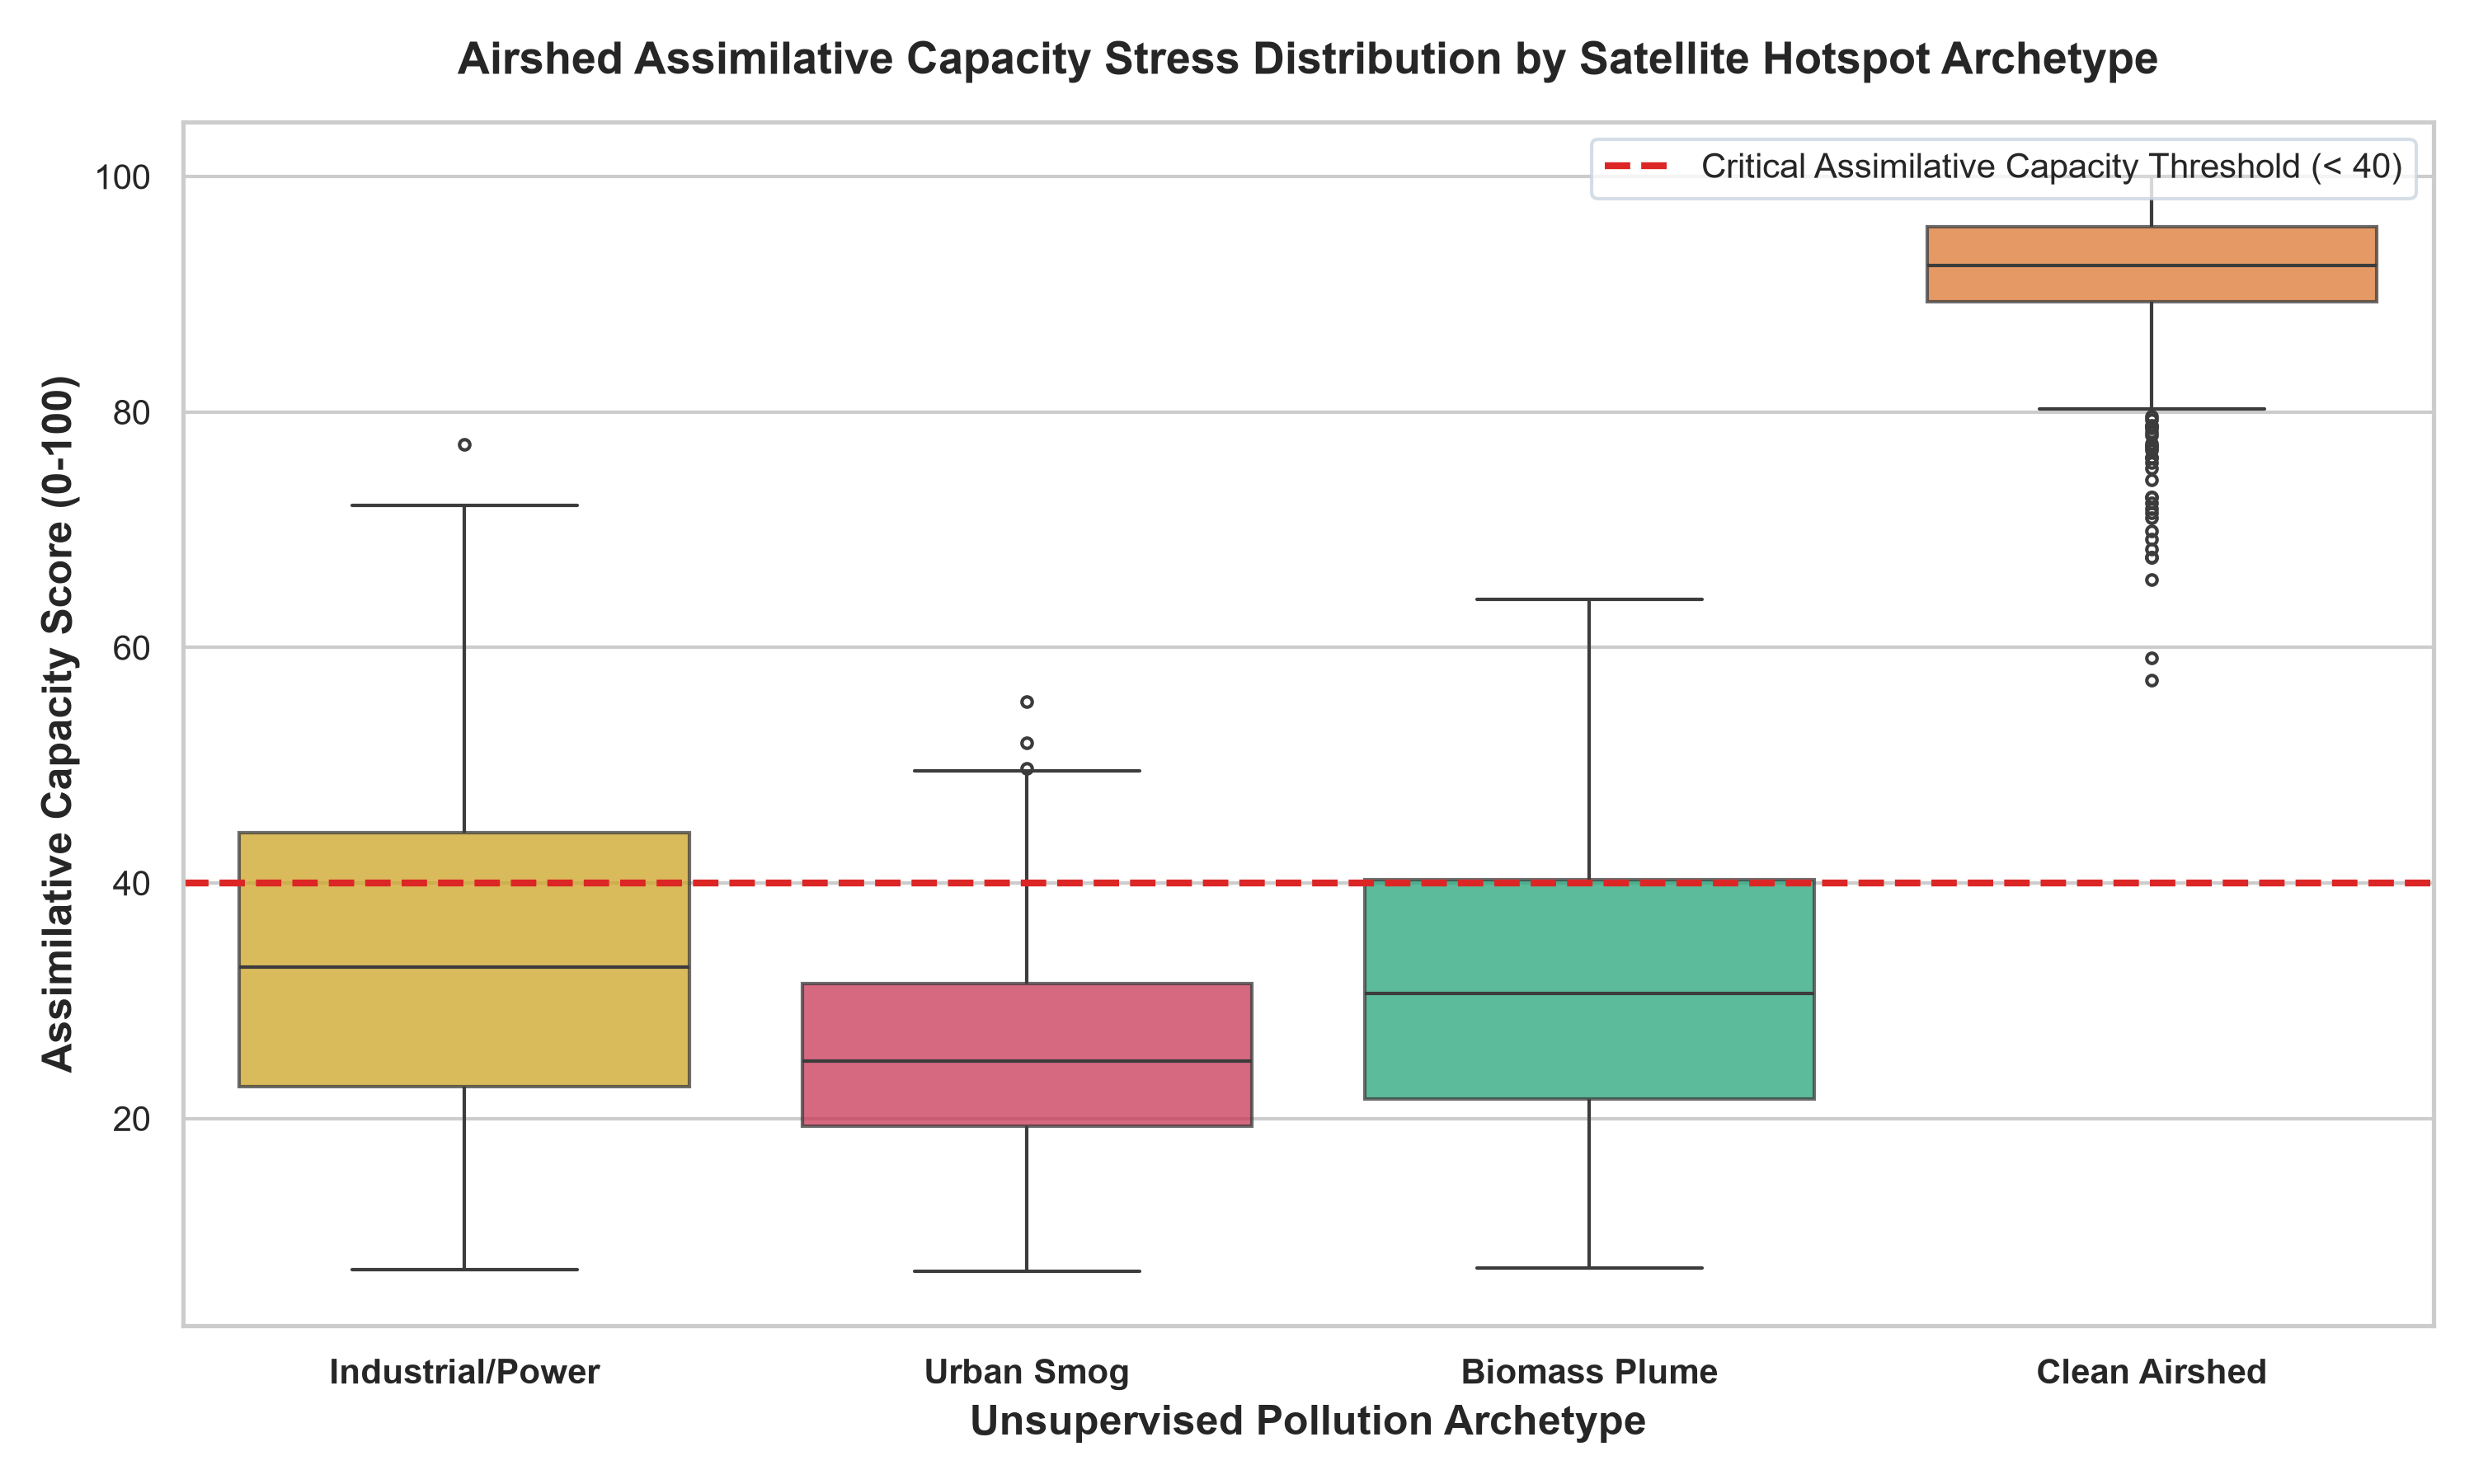 Airshed Assimilative Capacity Stress Distribution by Satellite Hotspot Archetype
Critical Assimilative Capacity Threshold (< 40)
Assimilative Capacity Score (0-100)
100
80
60
40
20
Industrial/Power
Urban Smog
Biomass Plume
Clean Airshed
Unsupervised Pollution Archetype